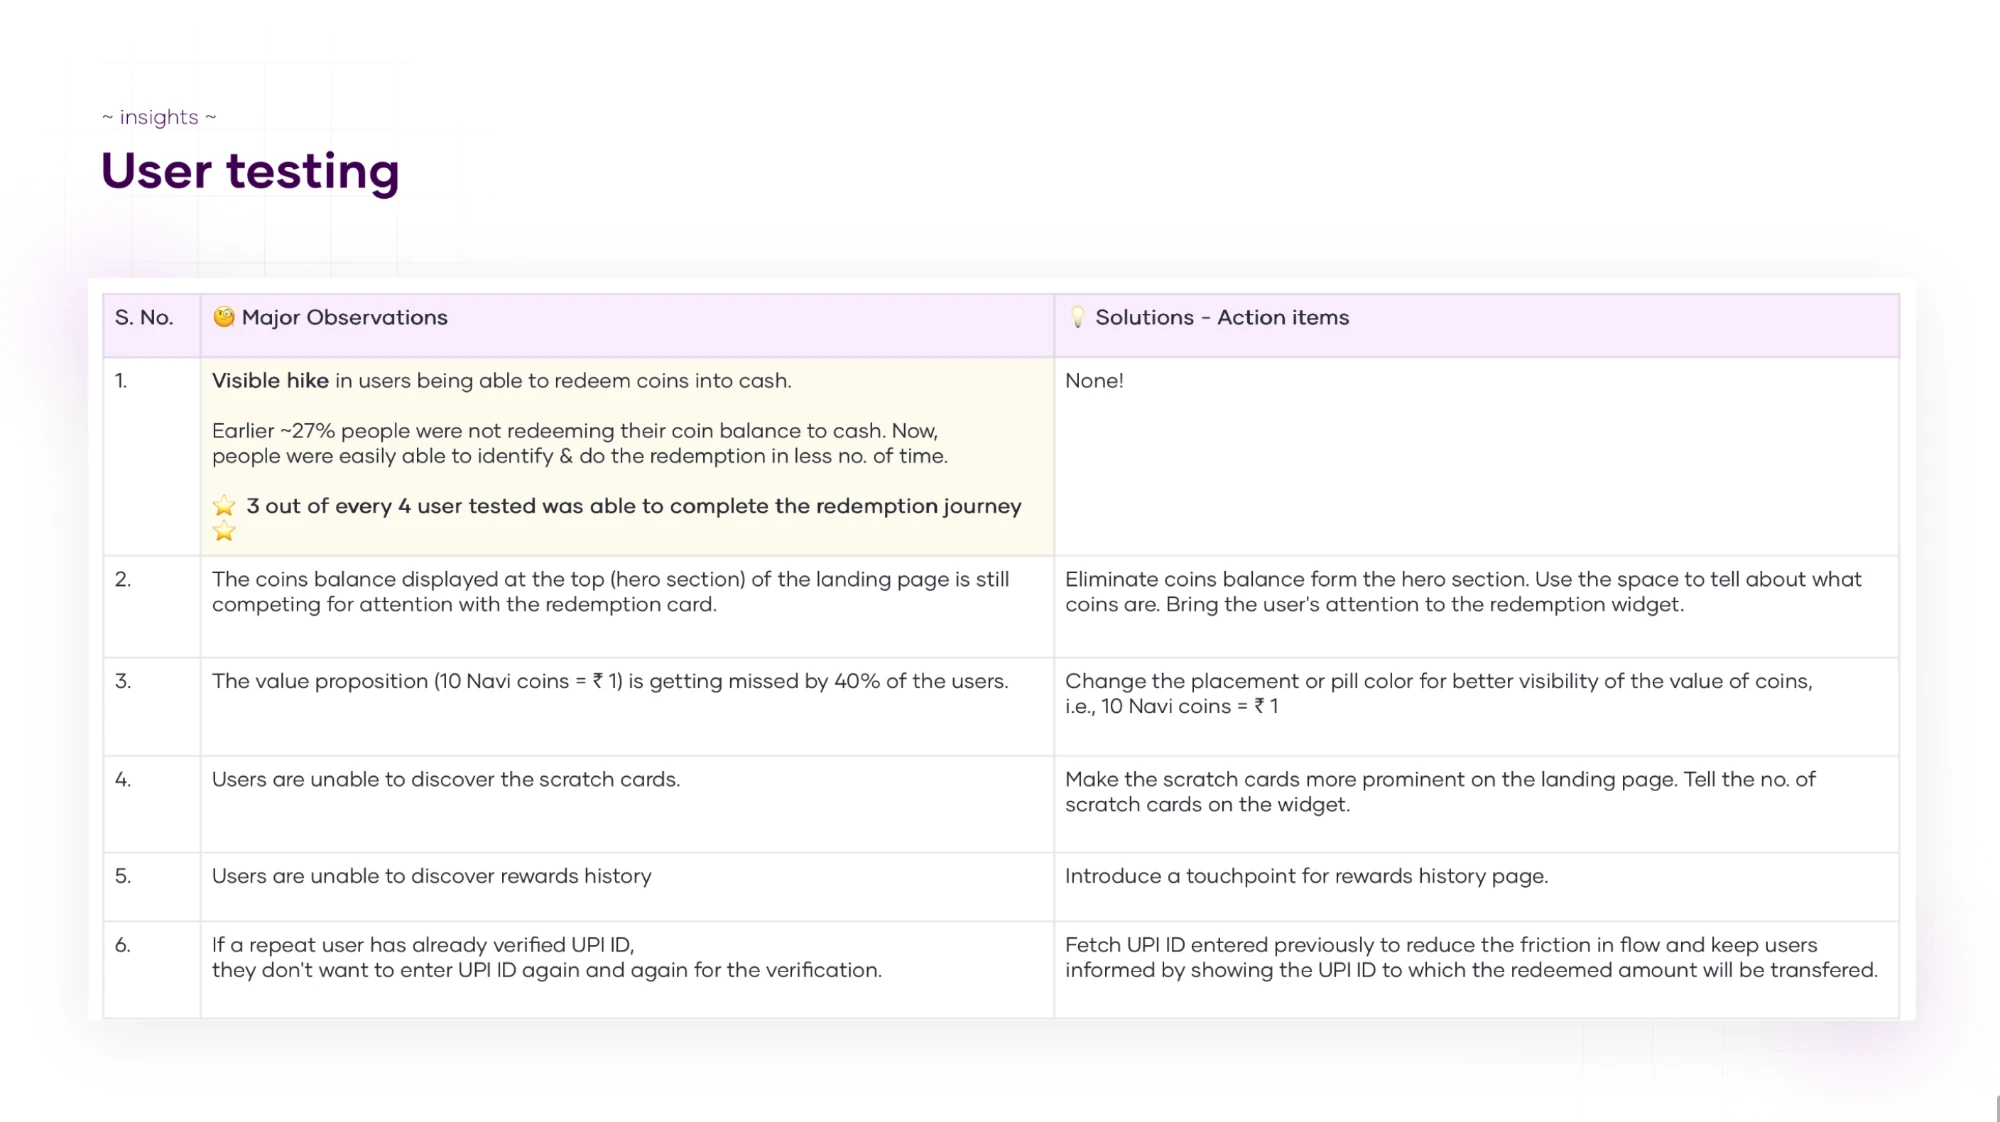 ~ insights ~
User testing
S. No.
🧐 Major Observations
💡 Solutions - Action items
1.
Visible hike in users being able to redeem coins into cash.
Earlier ~27% people were not redeeming their coin balance to cash. Now,
people were easily able to identify & do the redemption in less no. of time.
⭐ 3 out of every 4 user tested was able to complete the redemption journey
⭐
None!
2.
The coins balance displayed at the top (hero section) of the landing page is still
competing for attention with the redemption card.
Eliminate coins balance form the hero section. Use the space to tell about what
coins are. Bring the user's attention to the redemption widget.
3.
The value proposition (10 Navi coins = ₹ 1) is getting missed by 40% of the users.
Change the placement or pill color for better visibility of the value of coins,
i.e., 10 Navi coins = ₹ 1
4.
Users are unable to discover the scratch cards.
Make the scratch cards more prominent on the landing page. Tell the no. of
scratch cards on the widget.
5.
Users are unable to discover rewards history
Introduce a touchpoint for rewards history page.
6.
If a repeat user has already verified UPI ID,
they don't want to enter UPI ID again and again for the verification.
Fetch UPI ID entered previously to reduce the friction in flow and keep users
informed by showing the UPI ID to which the redeemed amount will be transfered.